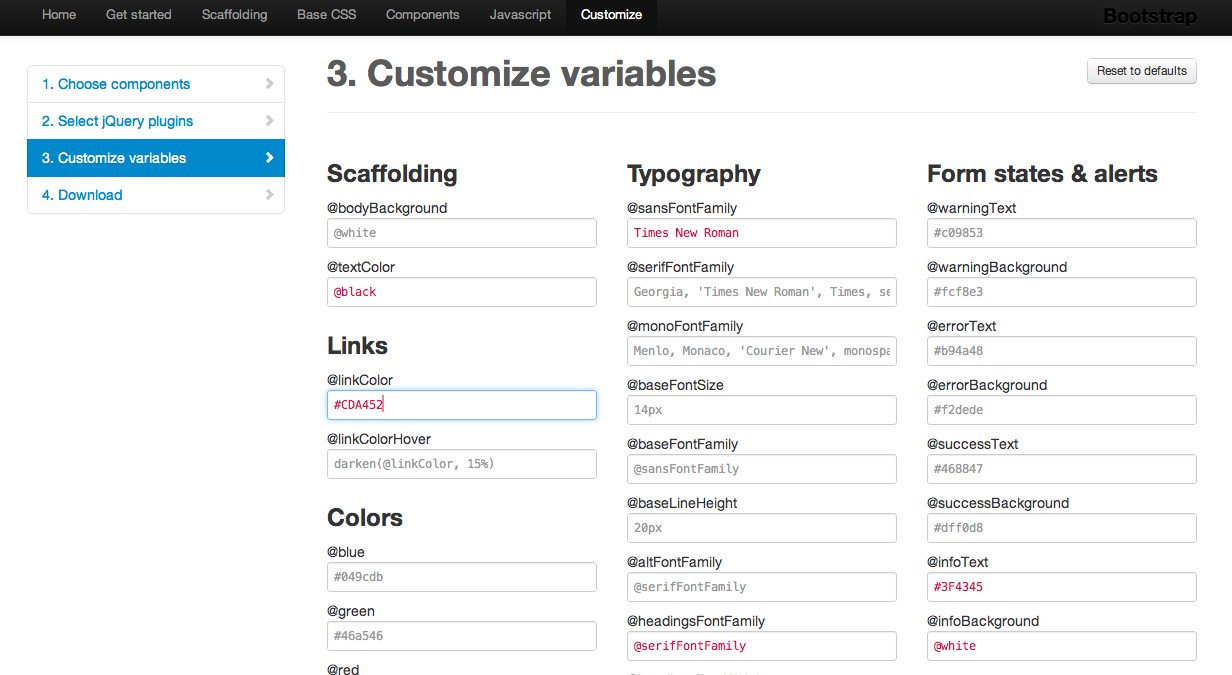 Home Get started Scaffolding Base CSS Components Javascript Customize Bootstrap
1. Choose components
2. Select jQuery plugins
3. Customize variables
4. Download
3. Customize variables
Reset to defaults
Scaffolding
@bodyBackground
@white
@textColor
@black
Links
@linkColor
#CDA452
@linkColorHover
darken(@linkColor, 15%)
Colors
@blue
#049cdb
@green
#46a546
@red
Typography
@sansFontFamily
Times New Roman
@serifFontFamily
Georgia, 'Times New Roman', Times, se
@monoFontFamily
Menlo, Monaco, 'Courier New', monospa
@baseFontSize
14px
@baseFontFamily
@sansFontFamily
@baseLineHeight
20px
@altFontFamily
@serifFontFamily
@headingsFontFamily
@serifFontFamily
Form states & alerts
@warningText
#c09853
@warningBackground
#fcf8e3
@errorText
#b94a48
@errorBackground
#f2dede
@successText
#468847
@successBackground
#dff0d8
@infoText
#3F4345
@infoBackground
@white